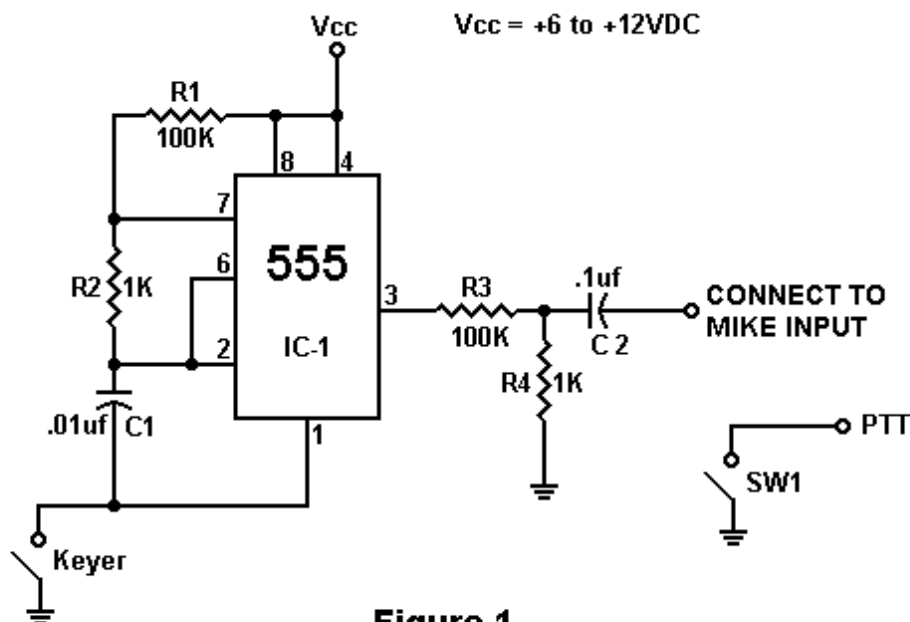 Vcc
Vcc = +6 to +12VDC
R1
100K
8
4
7
R2
1K
6
555
2
IC-1
3
R3
100K
.1uf
C 2
CONNECT TO
MIKE INPUT
R4
1K
.01uf
C1
1
PTT
SW1
Keyer
Figure 1